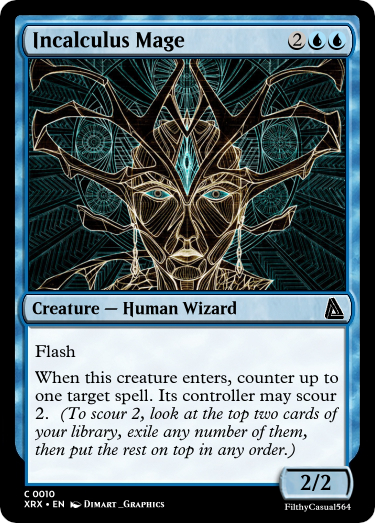 Incalculus Mage 2
Creature — Human Wizard
Flash
When this creature enters, counter up to
one target spell. Its controller may scour
2. (To scour 2, look at the top two cards of
your library, exile any number of them,
then put the rest on top in any order.)
2/2
C 0010
XRX • EN DIMART _GRAPHICS
FilthyCasual564